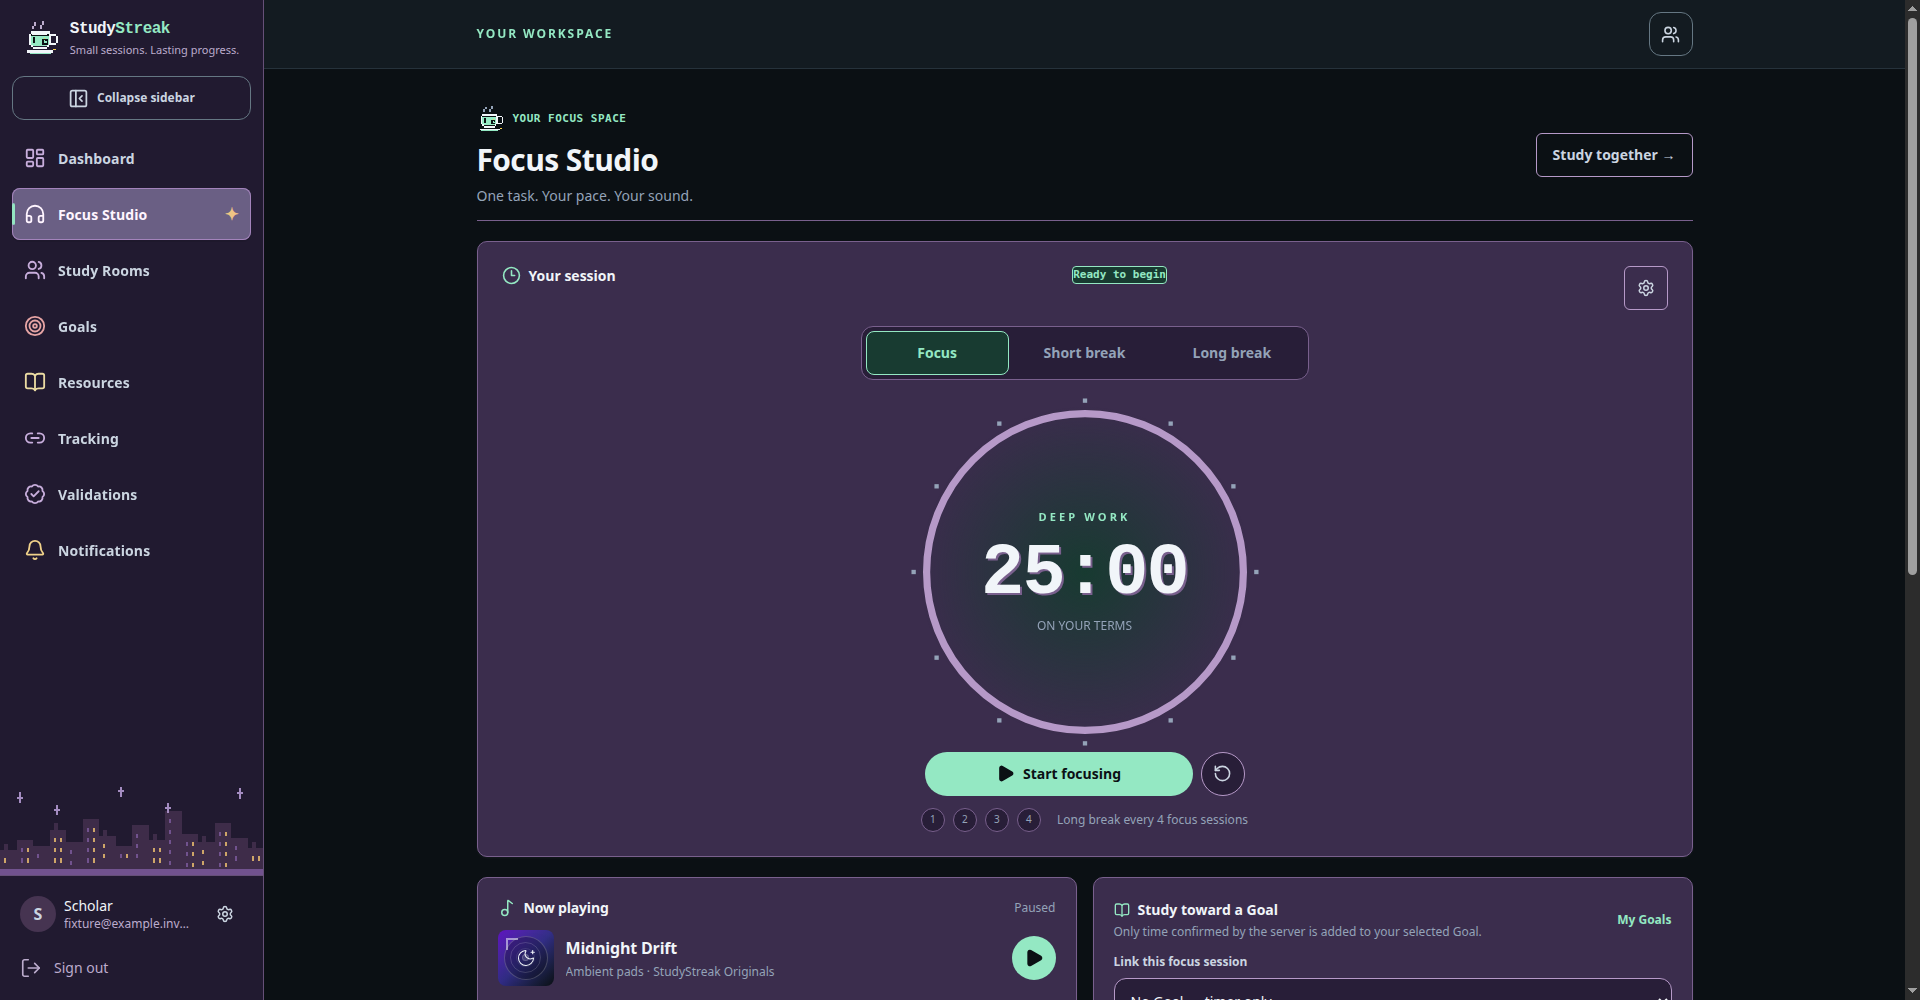 StudyStreak
Small sessions. Lasting progress.
Collapse sidebar
Dashboard
Focus Studio
Study Rooms
Goals
Resources
Tracking
Validations
Notifications
S
Scholar
fixture@example.inv...
Sign out
YOUR WORKSPACE
YOUR FOCUS SPACE
Focus Studio
One task. Your pace. Your sound.
Study together →
Your session
Ready to begin
Focus
Short break
Long break
DEEP WORK
25:00
ON YOUR TERMS
Start focusing
1 2 3 4 Long break every 4 focus sessions
Now playing
Paused
Midnight Drift
Ambient pads · StudyStreak Originals
Study toward a Goal
Only time confirmed by the server is added to your selected Goal.
My Goals
Link this focus session
No Goal — timer only